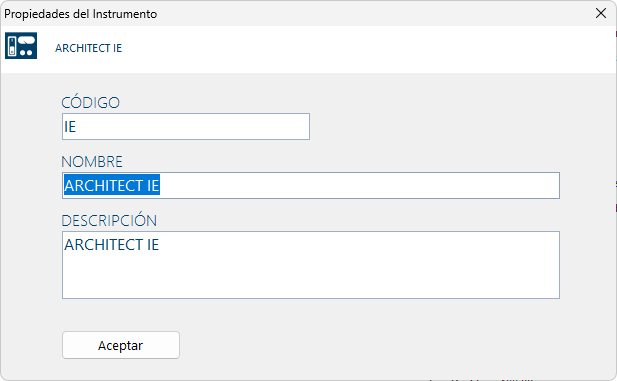 Propiedades del Instrumento
ARCHITECT IE
CÓDIGO
IE
NOMBRE
ARCHITECT IE
DESCRIPCIÓN
ARCHITECT IE
Aceptar